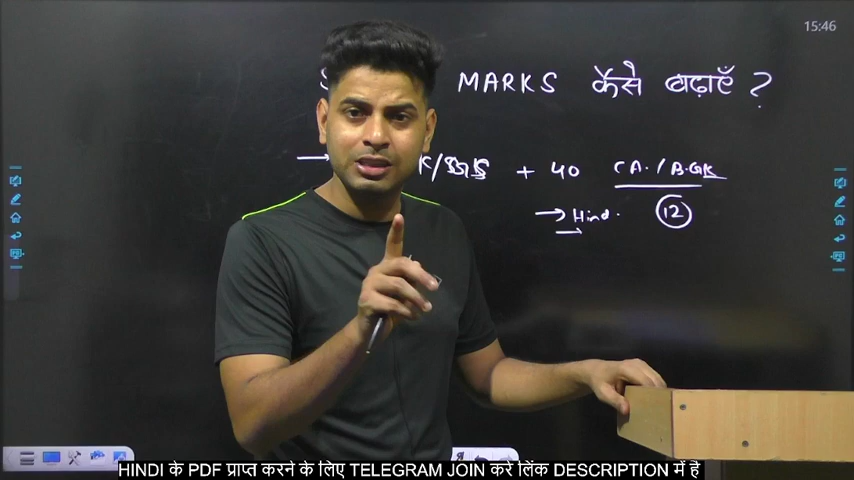 15:46
MARKS कैसे बढ़ाएँ ?
→ + 40 CA. / B.GK
→ Hind. 12
HINDI के PDF प्राप्त करने के लिए TELEGRAM JOIN करे लिंक DESCRIPTION में है